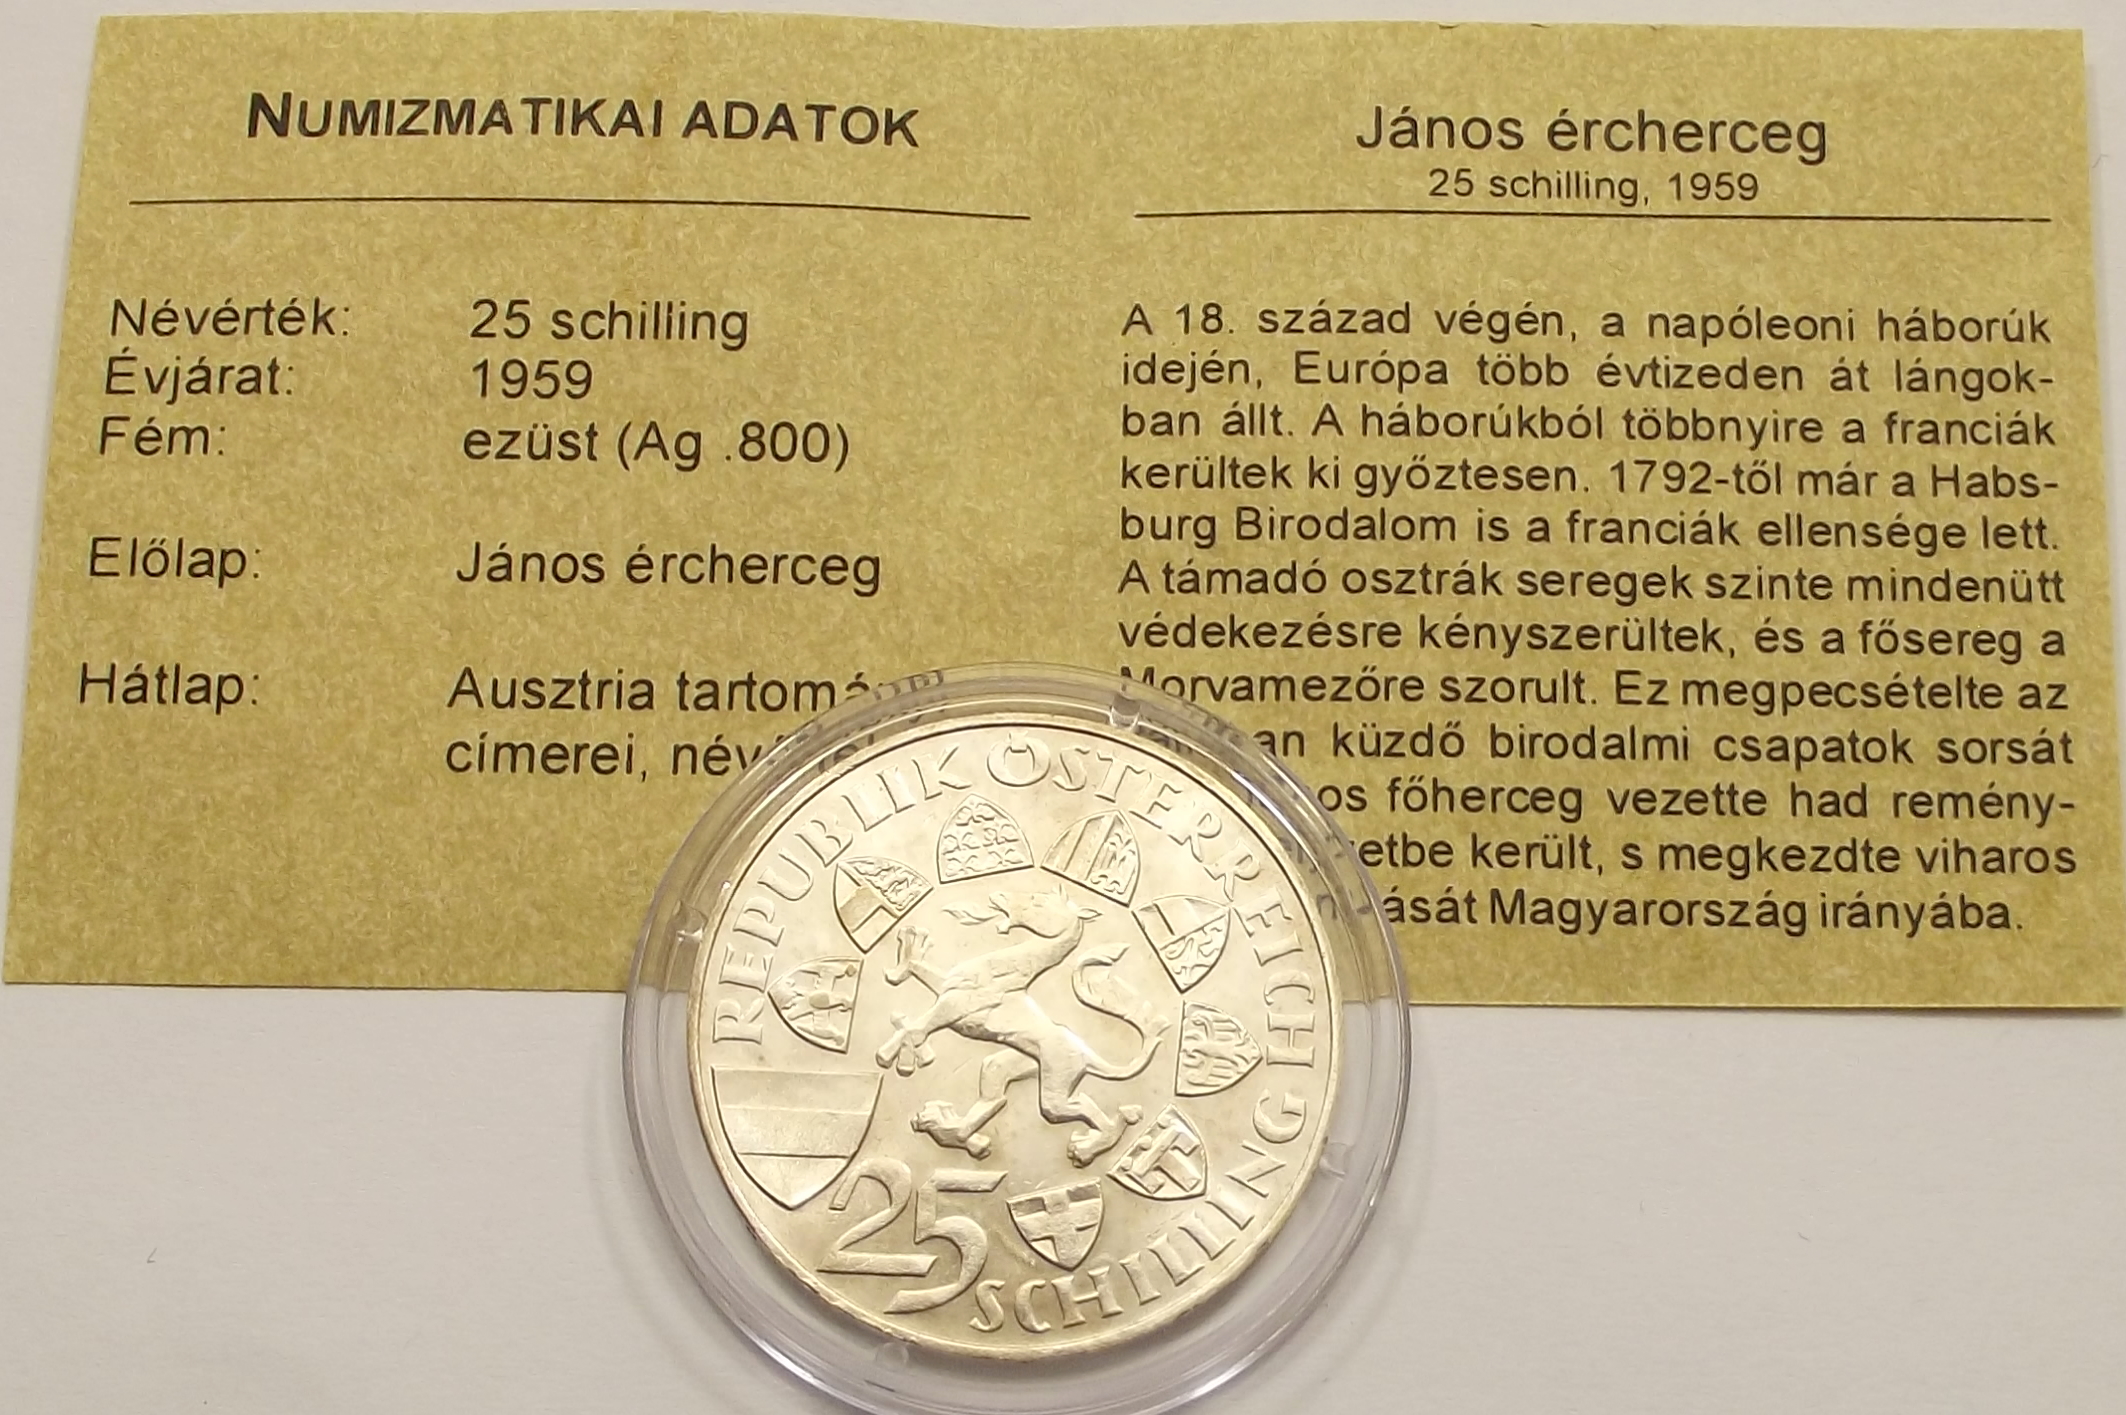 NUMIZMATIKAI ADATOK
Névérték: 25 schilling
Évjárat: 1959
Fém: ezüst (Ag .800)
Előlap: János ércherceg
Hátlap: Ausztria tartományi
címerei,
János ércherceg
25 schilling, 1959
A 18. század végén, a napóleoni háborúk
idején, Európa több évtizeden át lángok-
ban állt. A háborúkból többnyire a franciák
kerültek ki győztesen. 1792-től már a Habs-
burg Birodalom is a franciák ellensége lett.
A támadó osztrák seregek szinte mindenütt
védekezésre kényszerültek, és a fősereg a
Morvamezőre szorult. Ez megpecsételte az
küzdő birodalmi csapatok sorsát
főherceg vezette had remény-
került, s megkezdte viharos
Magyarország irányába.
REPUBLIK ÖSTERREICH
25 SCHILLING